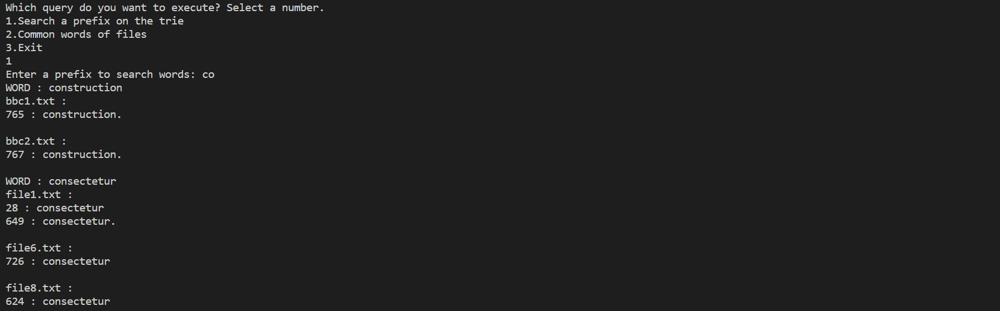 Which query do you want to execute? Select a number.
1.Search a prefix on the trie
2.Common words of files
3.Exit
1
Enter a prefix to search words: co
WORD : construction
bbc1.txt :
765 : construction.
bbc2.txt :
767 : construction.
WORD : consectetur
file1.txt :
28 : consectetur
649 : consectetur.
file6.txt :
726 : consectetur
file8.txt :
624 : consectetur